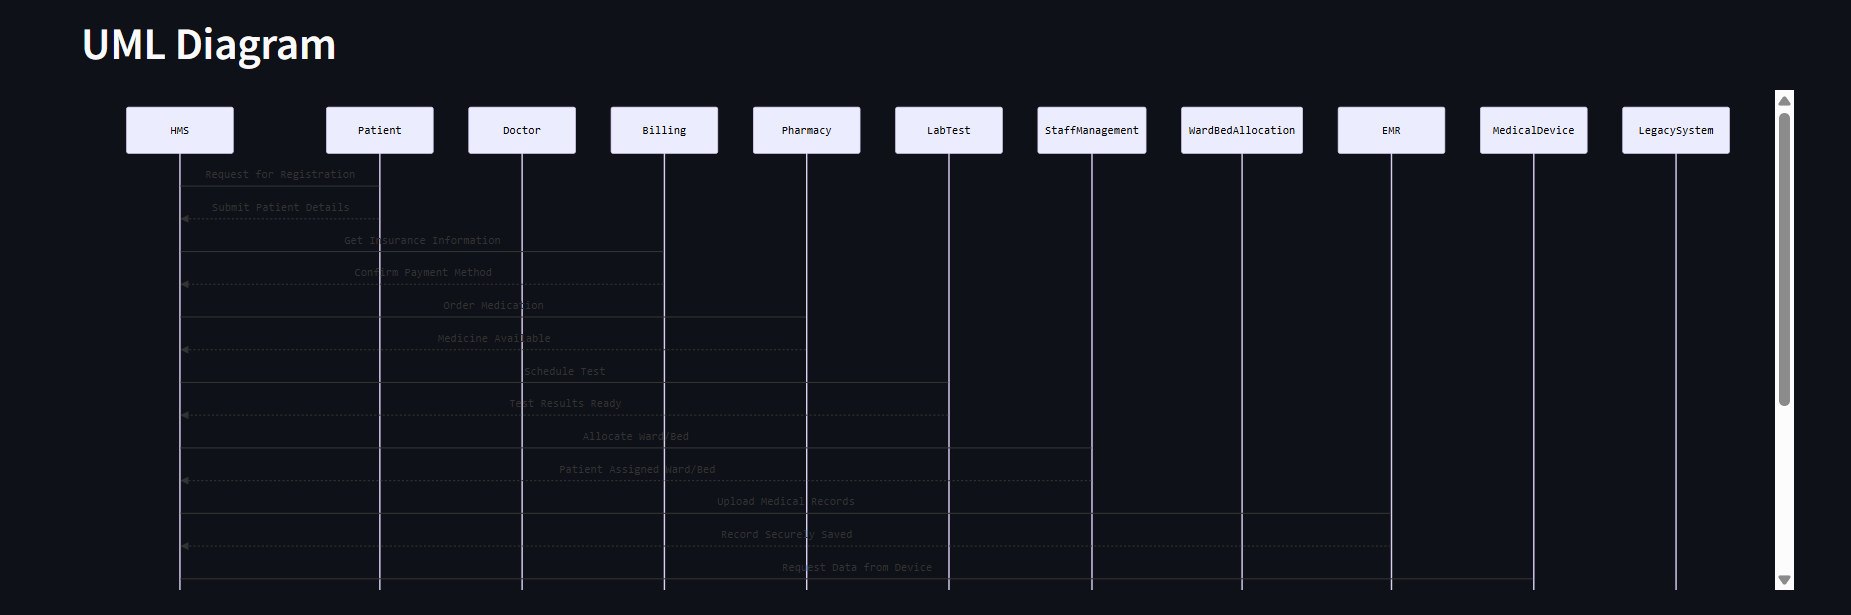 UML Diagram
HMS
Patient
Doctor
Billing
Pharmacy
LabTest
StaffManagement
WardBedAllocation
EMR
MedicalDevice
LegacySystem
Request for Registration
Submit Patient Details
Get Insurance Information
Confirm Payment Method
Order Medication
Medicine Available
Schedule Test
Test Results Ready
Allocate Ward/Bed
Patient Assigned Ward/Bed
Upload Medical Records
Record Securely Saved
Request Data from Device